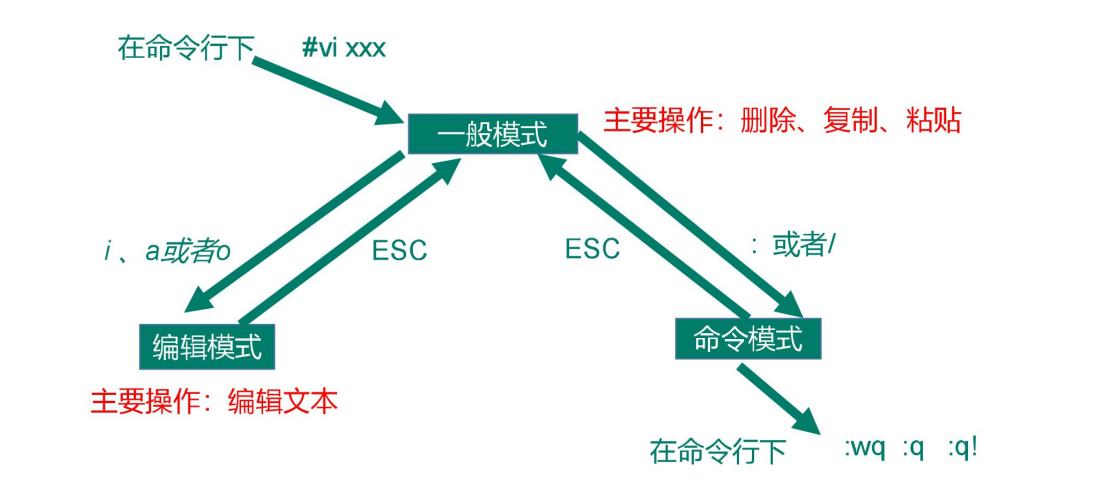 在命令行下 #vi xxx
一般模式
主要操作：删除、复制、粘贴
i 、a或者o
ESC
ESC
： 或者/
编辑模式
命令模式
主要操作：编辑文本
在命令行下 :wq :q :q!